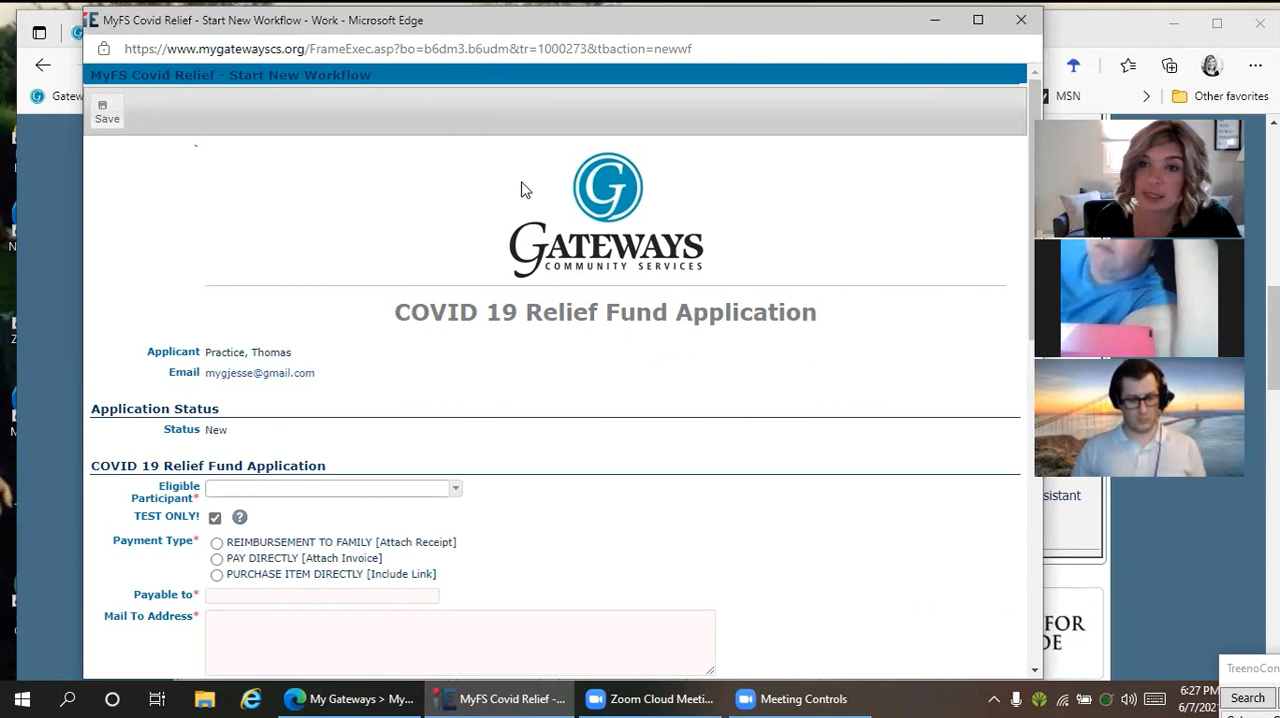 MyFS Covid Relief - Start New Workflow - Work - Microsoft Edge
https://www.mygatewayscs.org/FrameExec.asp?bo=b6dm3.b6udm&tr=1000273&tbaction=newwf
MyFS Covid Relief - Start New Workflow
Gatew
MSN
Other favorites
Save
G
GATEWAYS
COMMUNITY SERVICES
COVID 19 Relief Fund Application
Applicant Practice, Thomas
Email mygjesse@gmail.com
Application Status
Status New
COVID 19 Relief Fund Application
Eligible
Participant*
TEST ONLY! ?
Payment Type* REIMBURSEMENT TO FAMILY [Attach Receipt]
PAY DIRECTLY [Attach Invoice]
PURCHASE ITEM DIRECTLY [Include Link]
Payable to*
Mail To Address*
sistant
FOR
DE
TreenoCon
Search
My Gateways > My...
MyFS Covid Relief -...
Zoom Cloud Meeti...
Meeting Controls
6:27 PM
6/7/202